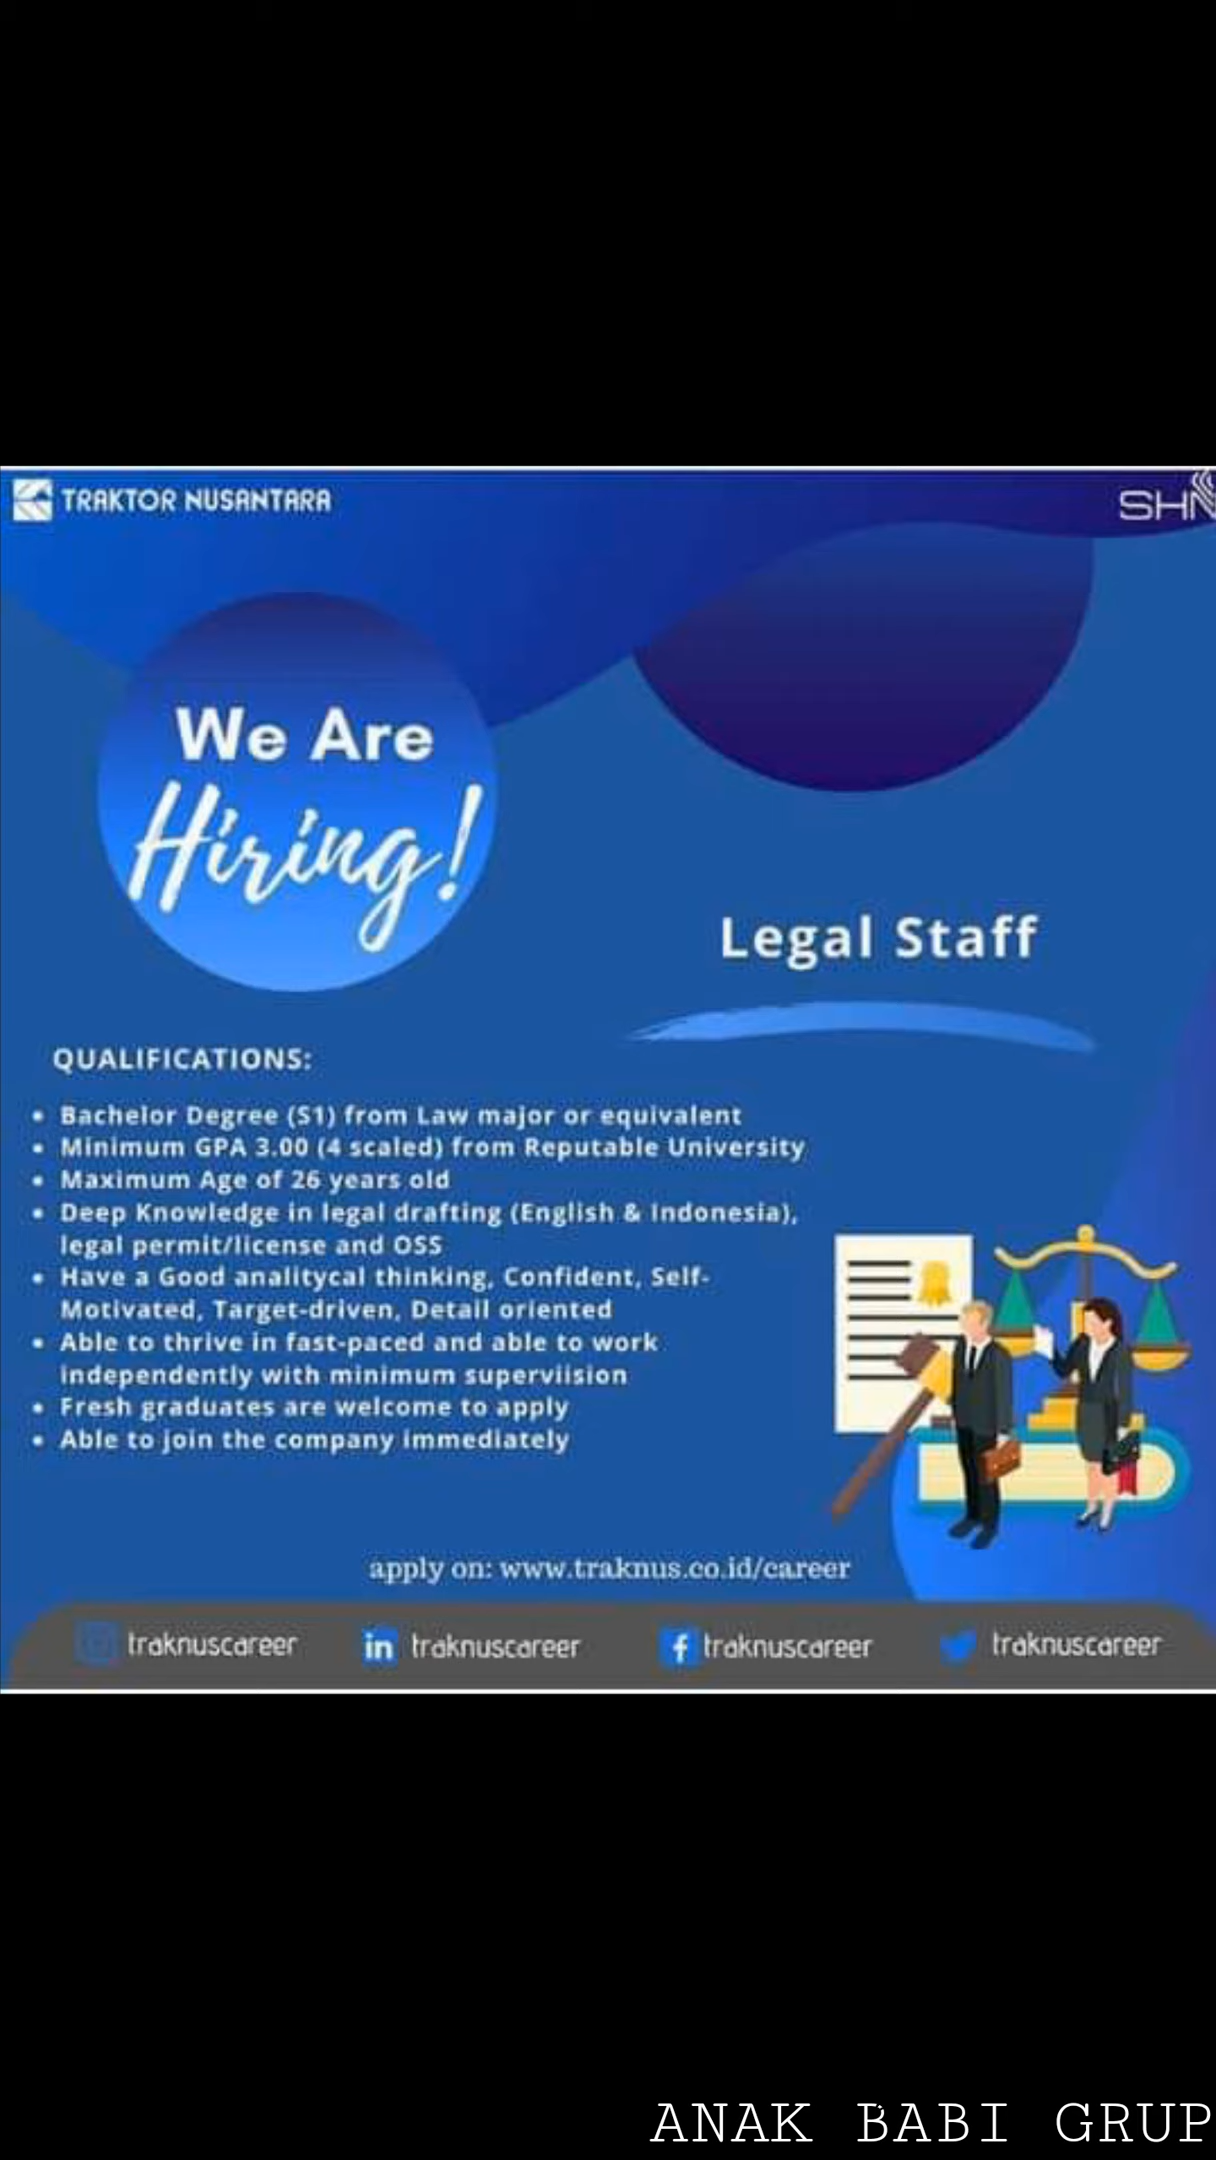 TRAKTOR NUSANTARA
SHN
We Are
Hiring!
Legal Staff
QUALIFICATIONS:
• Bachelor Degree (S1) from Law major or equivalent
• Minimum GPA 3.00 (4 scaled) from Reputable University
• Maximum Age of 26 years old
• Deep Knowledge in legal drafting (English & Indonesia),
legal permit/license and OSS
• Have a Good analitycal thinking, Confident, Self-
Motivated, Target-driven, Detail oriented
• Able to thrive in fast-paced and able to work
independently with minimum superviision
• Fresh graduates are welcome to apply
• Able to join the company immediately
apply on: www.traknus.co.id/career
traknuscareer
in traknuscareer
f traknuscareer
traknuscareer
ANAK BABI GRUP